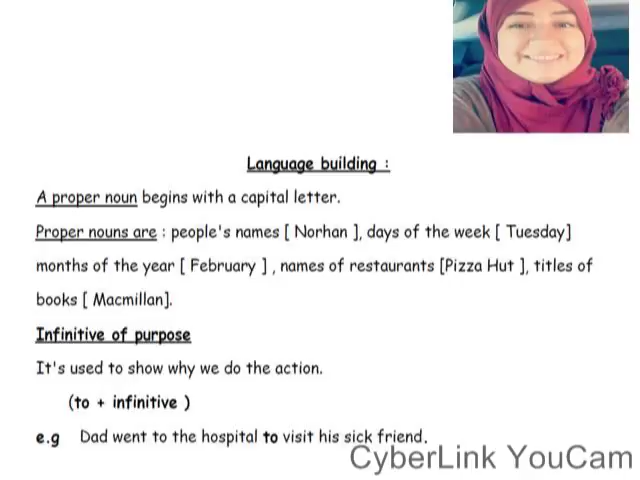 Language building :
A proper noun begins with a capital letter.
Proper nouns are : people's names [ Norhan ], days of the week [ Tuesday]
months of the year [ February ] , names of restaurants [Pizza Hut ], titles of
books [ Macmillan].
Infinitive of purpose
It's used to show why we do the action.
(to + infinitive )
e.g Dad went to the hospital to visit his sick friend.
CyberLink YouCam